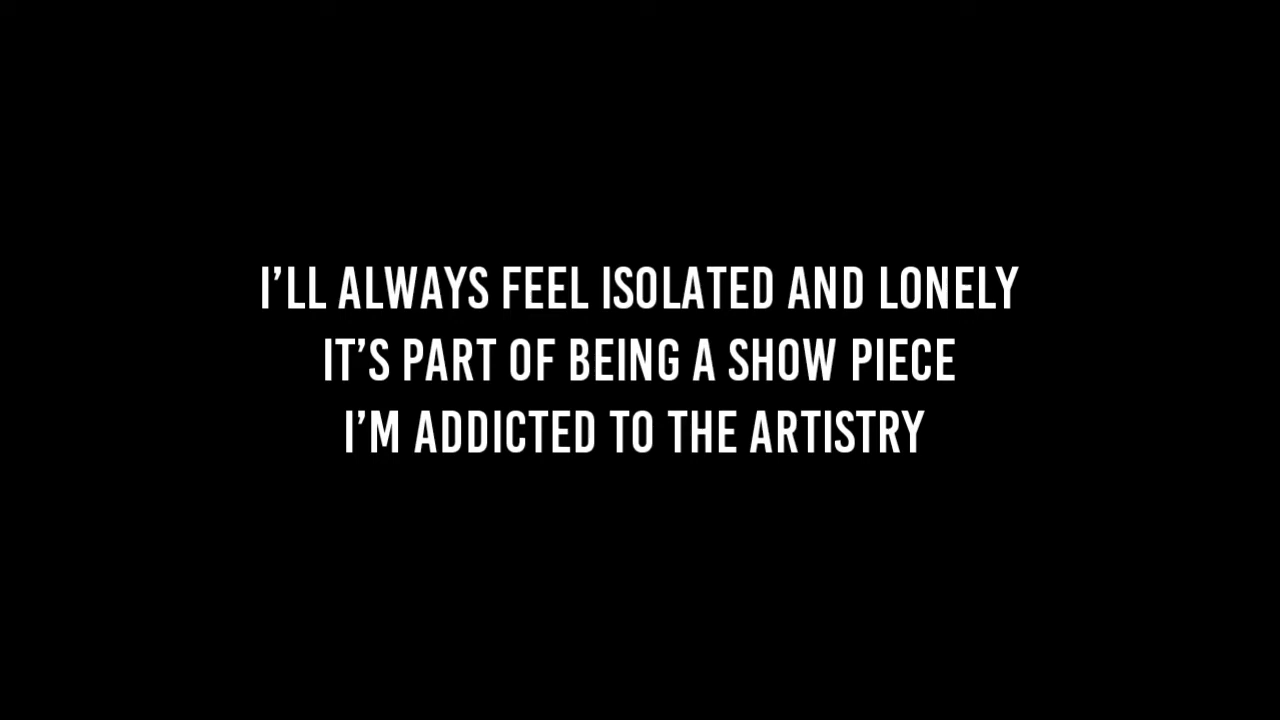 I’LL ALWAYS FEEL ISOLATED AND LONELY
IT’S PART OF BEING A SHOW PIECE
I’M ADDICTED TO THE ARTISTRY